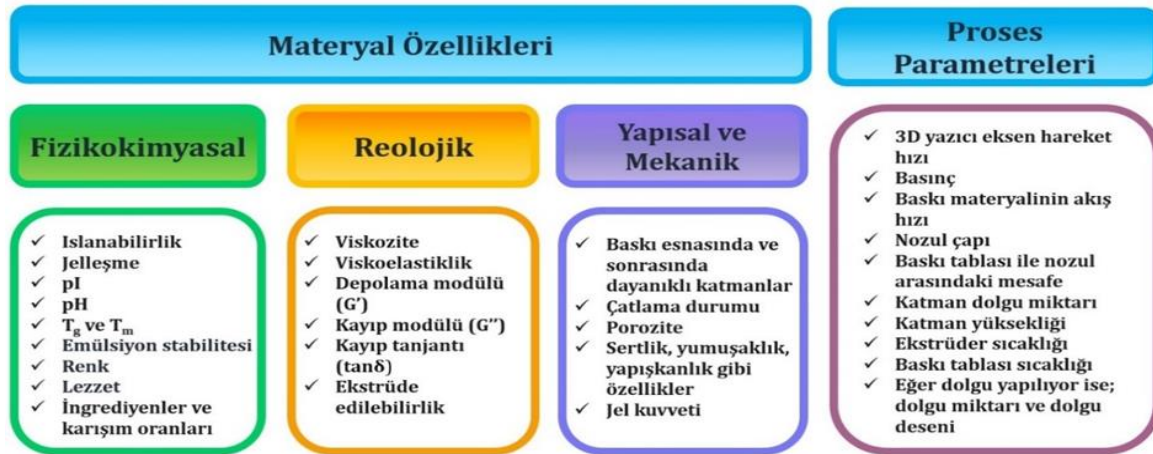 Materyal Özellikleri
Proses
Parametreleri
Fizikokimyasal
Reolojik
Yapısal ve
Mekanik
✓ Islanabilirlik
✓ Jelleşme
✓ pI
✓ pH
✓ Tg ve Tm
✓ Emülsiyon stabilitesi
✓ Renk
✓ Lezzet
✓ İngrediyenler ve
karışım oranları
✓ Viskozite
✓ Viskoelastiklik
✓ Depolama modülü
(G’)
✓ Kayıp modülü (G’’)
✓ Kayıp tanjantı
(tanδ)
✓ Ekstrüde
edilebilirlik
✓ Baskı esnasında ve
sonrasında
dayanıklı katmanlar
✓ Çatlama durumu
✓ Porozite
✓ Sertlik, yumuşaklık,
yapışkanlık gibi
özellikler
✓ Jel kuvveti
✓ 3D yazıcı eksen hareket
hızı
✓ Basınç
✓ Baskı materyalinin akış
hızı
✓ Nozul çapı
✓ Baskı tablası ile nozul
arasındaki mesafe
✓ Katman dolgu miktarı
✓ Katman yüksekliği
✓ Ekstrüder sıcaklığı
✓ Baskı tablası sıcaklığı
✓ Eğer dolgu yapılıyor ise;
dolgu miktarı ve dolgu
deseni